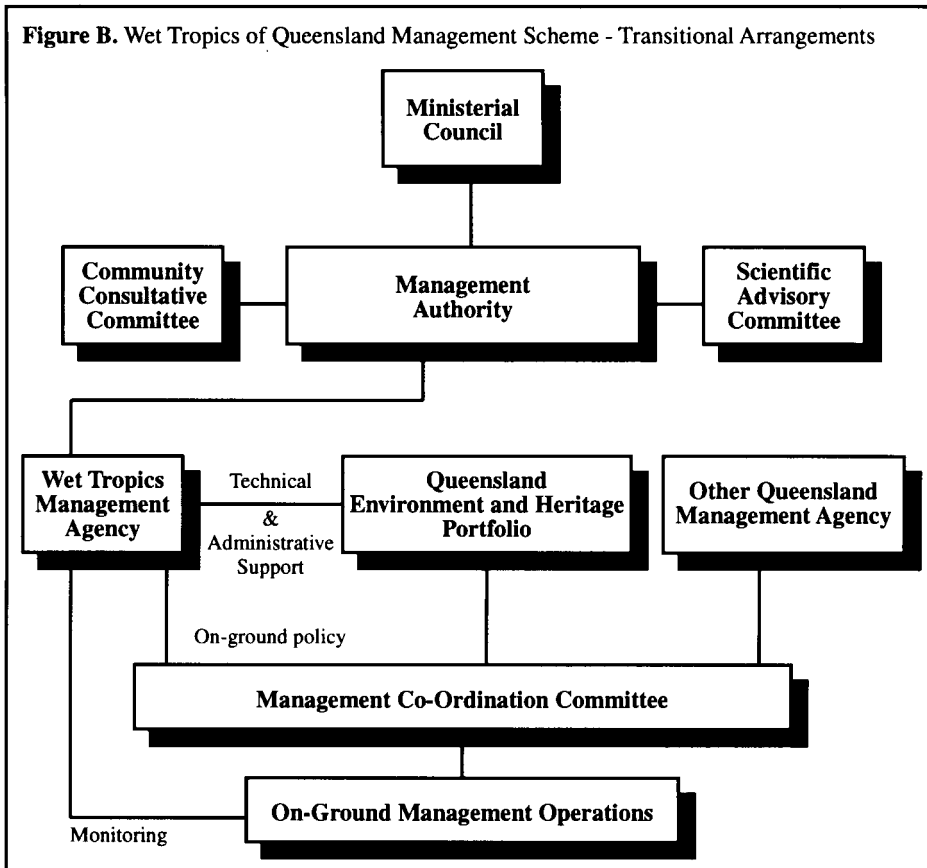 Figure B. Wet Tropics of Queensland Management Scheme - Transitional Arrangements
Ministerial
Council
Community
Consultative
Committee
Management
Authority
Scientific
Advisory
Committee
Wet Tropics
Management
Agency
Technical
&
Administrative
Support
Queensland
Environment and Heritage
Portfolio
Other Queensland
Management Agency
On-ground policy
Management Co-Ordination Committee
On-Ground Management Operations
Monitoring